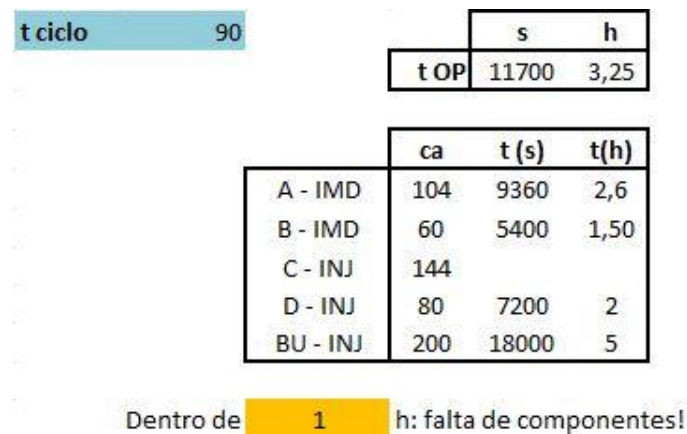 t ciclo 90 s h
t OP 11700 3,25
ca t (s) t(h)
A - IMD 104 9360 2,6
B - IMD 60 5400 1,50
C - INJ 144
D - INJ 80 7200 2
BU - INJ 200 18000 5
Dentro de 1 h: falta de componentes!